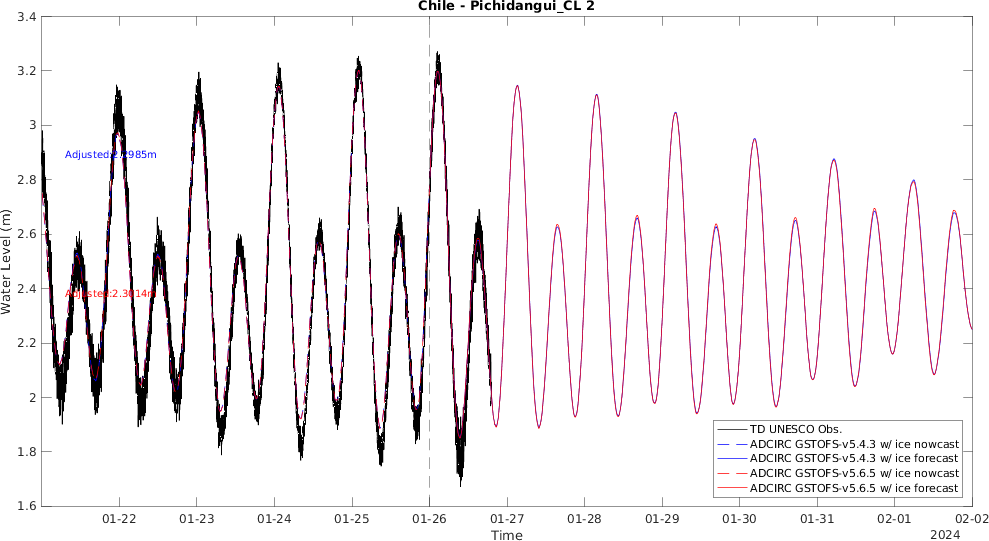 Chile - Pichidangui_CL 2
3.4
3.2
3
2.8
2.6
2.4
2.2
2
1.8
1.6
Water Level (m)
Adjusted:2.2985m
Adjusted:2.3014m
TD UNESCO Obs.
ADCIRC GSTOFS-v5.4.3 w/ ice nowcast
ADCIRC GSTOFS-v5.4.3 w/ ice forecast
ADCIRC GSTOFS-v5.6.5 w/ ice nowcast
ADCIRC GSTOFS-v5.6.5 w/ ice forecast
01-22 01-23 01-24 01-25 01-26 01-27 01-28 01-29 01-30 01-31 02-01 02-02
Time
2024